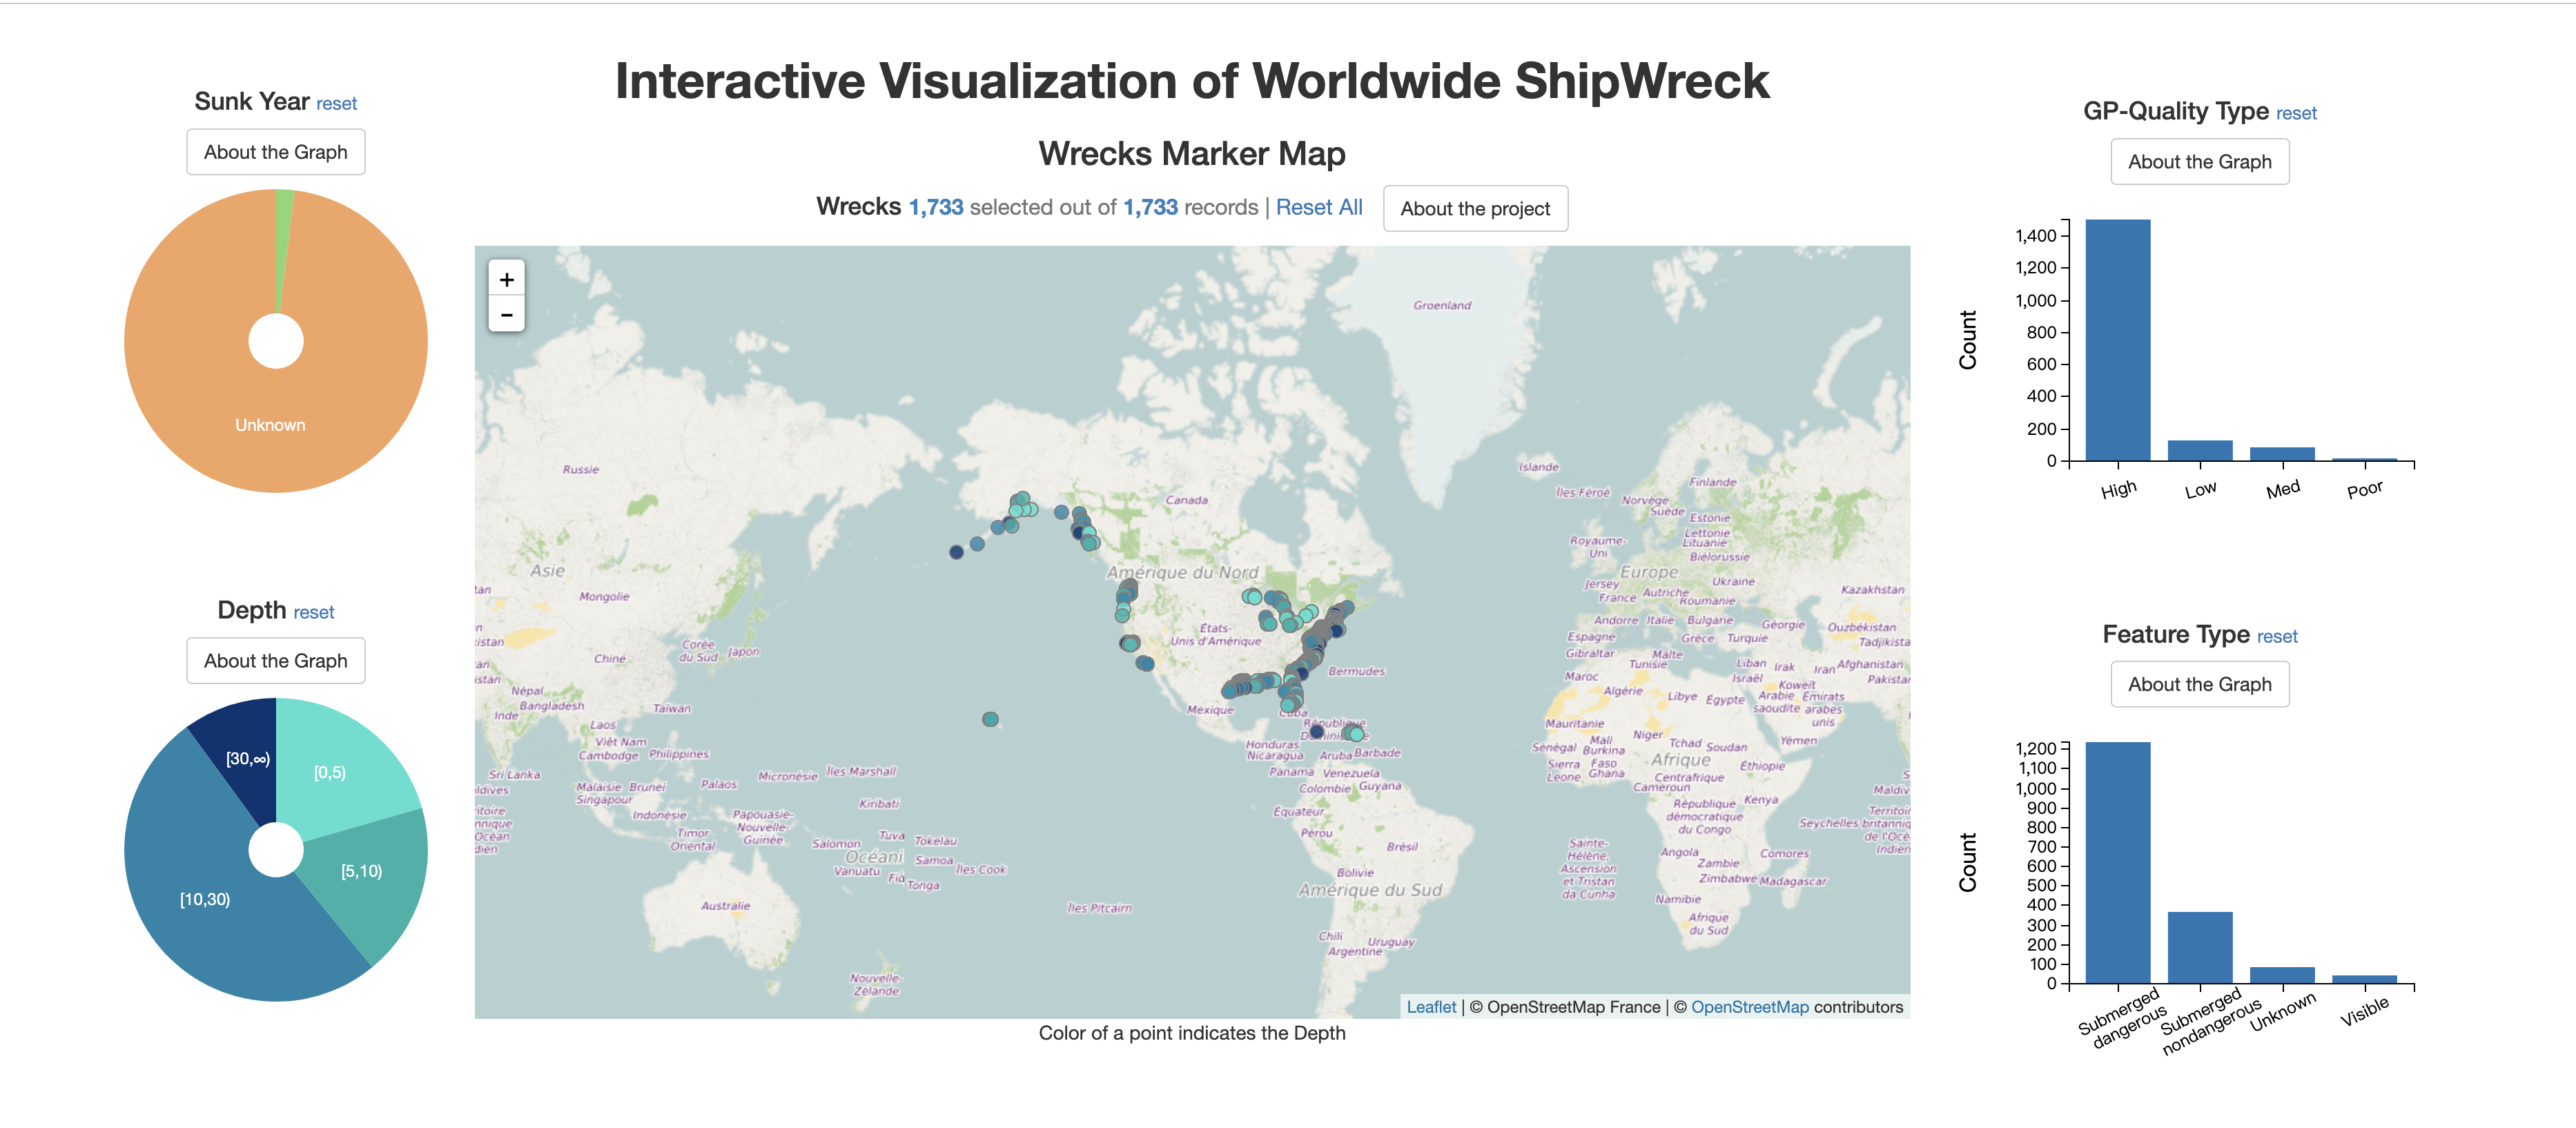 Interactive Visualization of Worldwide ShipWreck
Sunk Year reset
About the Graph
Unknown
Depth reset
About the Graph
[30,∞)
[0,5)
[5,10)
[10,30)
Wrecks Marker Map
Wrecks 1,733 selected out of 1,733 records | Reset All
About the project
+
−
Groenland
Russie
Canada
Islande
Îles Féroé
Finlande
Norvège
Suède
Estonie
Lettonie
Lituanie
Biélorussie
Royaume-
Uni
Asie
Amérique du Nord
Europe
Jersey
Ukraine
Kazakhstan
Mongolie
France
Autriche
Roumanie
Andorre
Italie
Bulgarie
Géorgie
Ouzbékistan
Tadjikista
États-
Unis d'Amérique
Espagne
Grèce
Turquie
Corée
du Sud
Japon
Chine
Gibraltar
Malte
Tunisie
Liban
Irak
Iran
Afghanistan
Pakistan
Bermudes
Maroc
Israël
Koweït
Népal
Bangladesh
Inde
Algérie
Libye
Égypte
Arabie
saoudite
Émirats
arabes
unis
Taïwan
Mexique
Cuba
Mauritanie
Laos
République
Dominicaine
Niger
Mali
Burkina
Faso
Tchad
Soudan
Yémen
Việt Nam
Cambodge
Philippines
Honduras
Nicaragua
Aruba
Barbade
Sénégal
Sierra
Leone
Ghana
Afrique
Éthiopie
Sri Lanka
Palaos
Micronésie
Îles Marshall
Panama
Venezuela
Colombie
Guyana
Centrafrique
Cameroun
Malaisie
Brunei
Singapour
Kiribati
Équateur
République
démocratique
du Congo
Kenya
Indonésie
Papouasie-
Nouvelle-
Guinée
Seychelles
Timor
Oriental
Salomon
Tuva
Tokelau
Pérou
Brésil
Océani
Samoa
Îles Cook
Vanuatu
Fid
Tonga
Sainte-
Hélène,
Ascension
et Tristan
da Cunha
Angola
Zambie
Comores
Zimbabwe
Madagascar
Bolivie
Amérique du Sud
Namibie
Afrique
du Sud
Australie
Îles Pitcairn
Chili
Uruguay
Argentine
Nouvelle-
Zélande
Leaflet | © OpenStreetMap France | © OpenStreetMap contributors
Color of a point indicates the Depth
GP-Quality Type reset
About the Graph
Count
1,400
1,200
1,000
800
600
400
200
0
High
Low
Med
Poor
Feature Type reset
About the Graph
Count
1,200
1,100
1,000
900
800
700
600
500
400
300
200
100
0
Submerged
dangerous
Submerged
nondangerous
Unknown
Visible